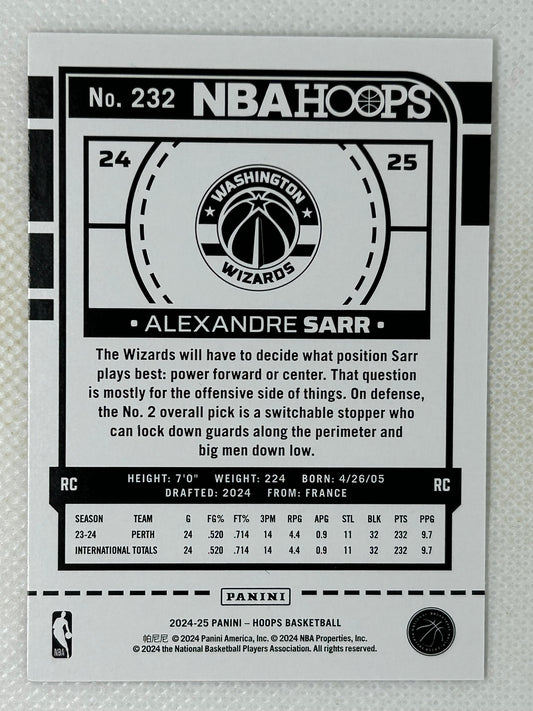 No. 232 NBA HOOPS
24 25
WASHINGTON
WIZARDS
• ALEXANDRE SARR •
The Wizards will have to decide what position Sarr
plays best: power forward or center. That question
is mostly for the offensive side of things. On defense,
the No. 2 overall pick is a switchable stopper who
can lock down guards along the perimeter and
big men down low.
RC HEIGHT: 7'0" WEIGHT: 224 BORN: 4/26/05 RC
DRAFTED: 2024 FROM: FRANCE
SEASON TEAM G FG% FT% 3PM RPG APG STL BLK PTS PPG
23-24 PERTH 24 .520 .714 14 4.4 0.9 11 32 232 9.7
INTERNATIONAL TOTALS 24 .520 .714 14 4.4 0.9 11 32 232 9.7
PANINI
2024-25 PANINI – HOOPS BASKETBALL
帕尼尼 © 2024 Panini America, Inc. © 2024 NBA Properties, Inc.
© 2024 the National Basketball Players Association. All rights reserved.
NBA